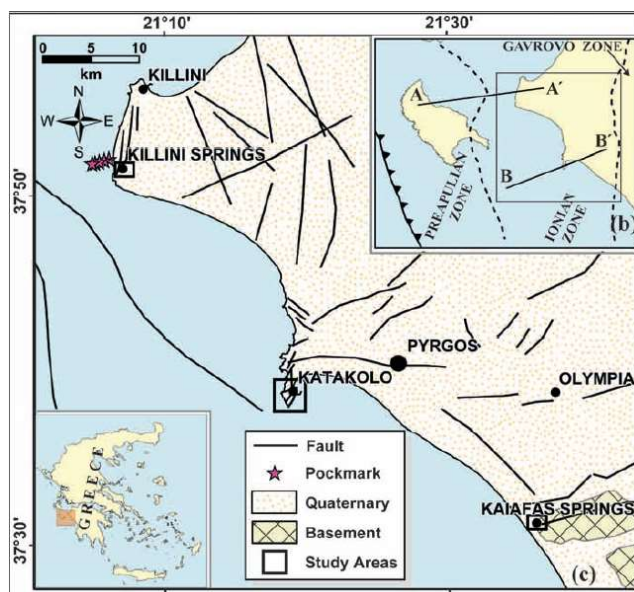 21°10'
21°30'
0 5 10
km
N
W E
S
KILLINI
KILLINI SPRINGS
37°50'
GAVROVO ZONE
A A'
B' 
B
PREAPULIAN
ZONE
IONIAN
ZONE
(b)
PYRGOS
KATAKOLO
OLYMPIA
KAIAFAS SPRINGS
GREECE
Fault
Pockmark
Quaternary
Basement
Study Areas
37°30'
(c)